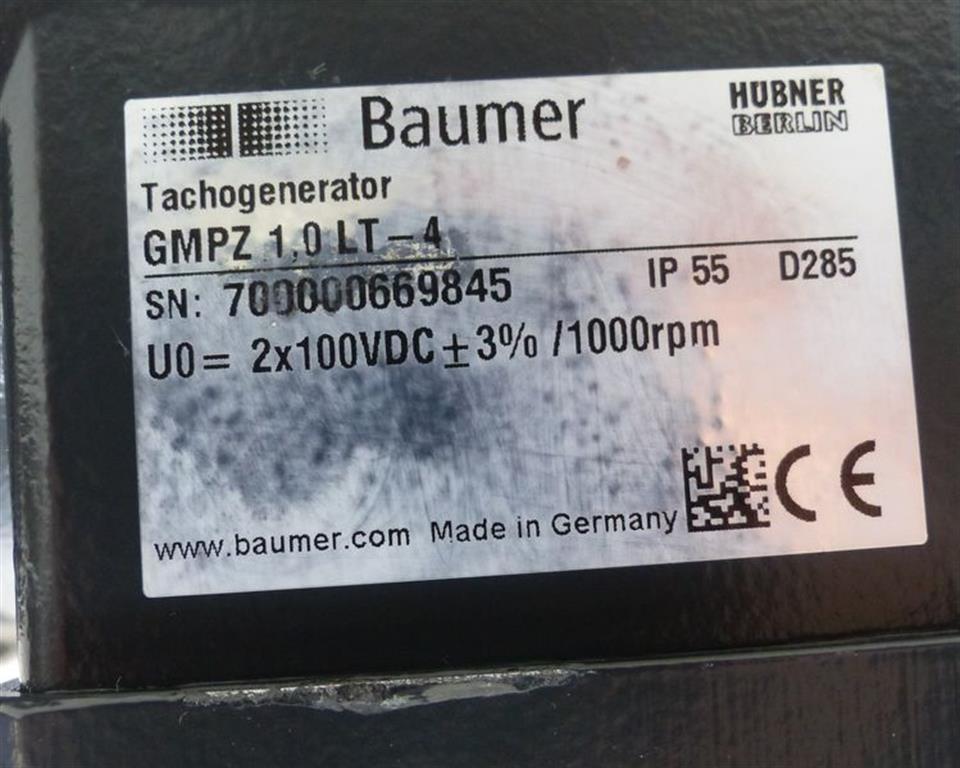 Baumer
HÜBNER
BERLIN
Tachogenerator
GMPZ 1,0 LT-4
SN: 700000669845 IP 55 D285
U0= 2x100VDC±3% /1000rpm
www.baumer.com Made in Germany CE